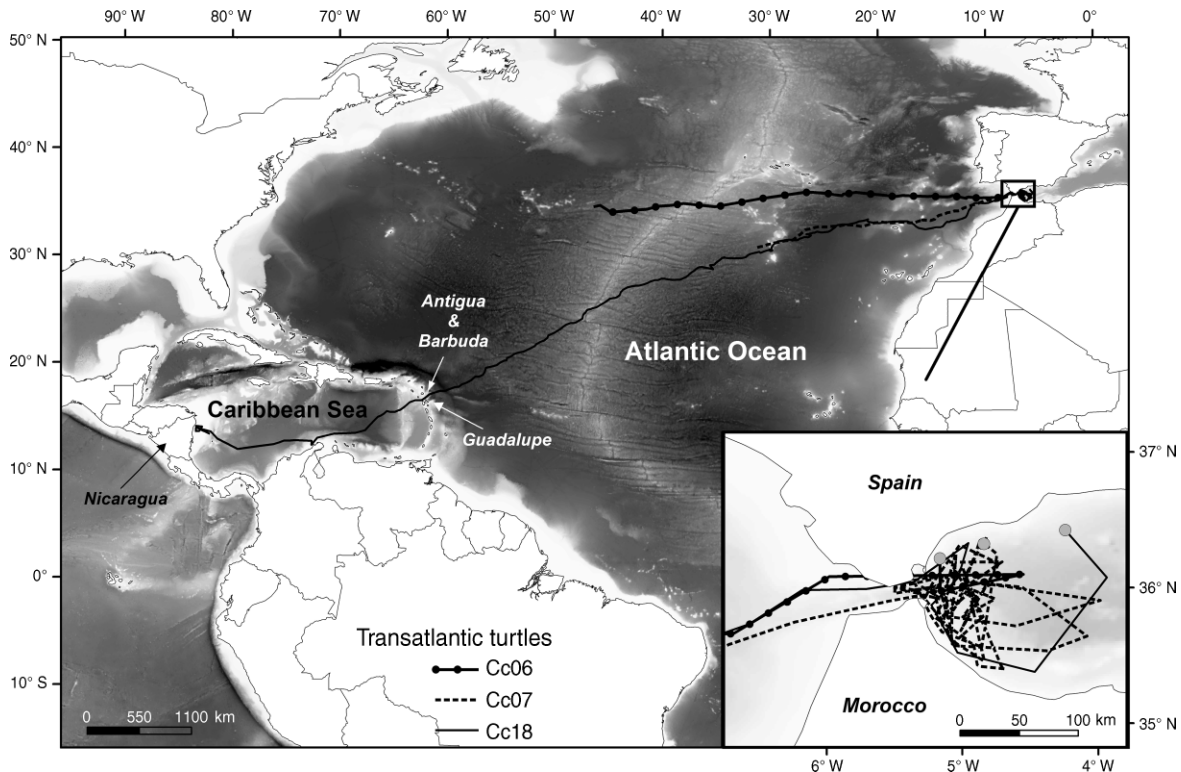 90° W 80° W 70° W 60° W 50° W 40° W 30° W 20° W 10° W 0°
50° N
40° N
30° N
20° N
10° N
0°
10° S
Antigua
&
Barbuda
Atlantic Ocean
Caribbean Sea
Guadalupe
Nicaragua
Transatlantic turtles
Cc06
Cc07
Cc18
0 550 1100 km
Spain
Morocco
0 50 100 km
37° N
36° N
35° N
6° W 5° W 4° W